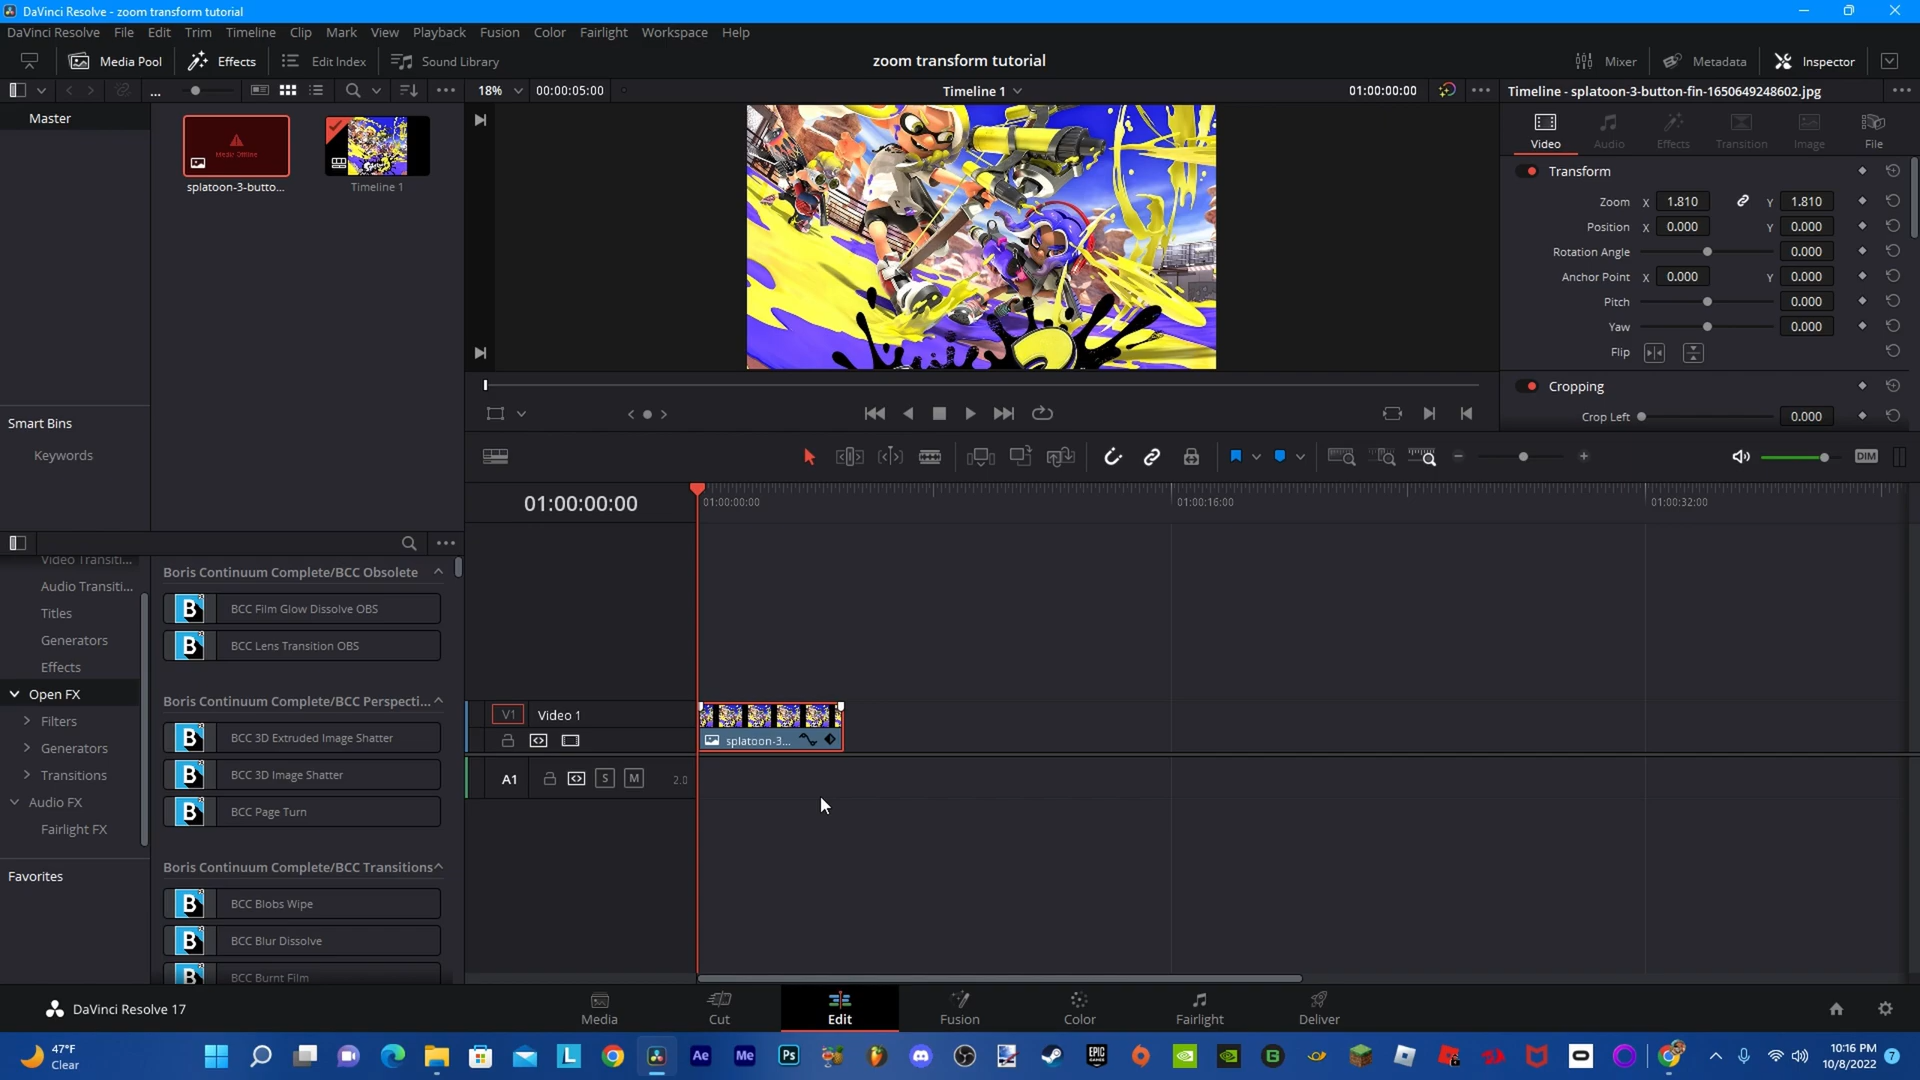 DaVinci Resolve - zoom transform tutorial
DaVinci Resolve File Edit Trim Timeline Clip Mark View Playback Fusion Color Fairlight Workspace Help
Media Pool Effects Edit Index Sound Library zoom transform tutorial Mixer Metadata Inspector
... 18% 00:00:05:00 Timeline 1 01:00:00:00 Timeline - splatoon-3-button-fin-1650649248602.jpg
Master
Media Offline
splatoon-3-butto...
Timeline 1
Video Audio Effects Transition Image File
Transform
Zoom X 1.810 Y 1.810
Position X 0.000 Y 0.000
Rotation Angle 0.000
Anchor Point X 0.000 Y 0.000
Pitch 0.000
Yaw 0.000
Flip
Cropping
Crop Left 0.000
Smart Bins
Keywords
DIM
01:00:00:00
01:00:00:00 01:00:16:00 01:00:32:00
Video Transiti...
Audio Transiti...
Titles
Generators
Effects
Open FX
Filters
Generators
Transitions
Audio FX
Fairlight FX
Favorites
Boris Continuum Complete/BCC Obsolete
B BCC Film Glow Dissolve OBS
B BCC Lens Transition OBS
Boris Continuum Complete/BCC Perspecti...
B BCC 3D Extruded Image Shatter
B BCC 3D Image Shatter
B BCC Page Turn
Boris Continuum Complete/BCC Transitions
B BCC Blobs Wipe
B BCC Blur Dissolve
B BCC Burnt Film
V1 Video 1
splatoon-3...
A1 S M 2.0
DaVinci Resolve 17
Media Cut Edit Fusion Color Fairlight Deliver
47°F
Clear
L Ae Me Ps EPIC GAMES G
10:16 PM
10/8/2022
7